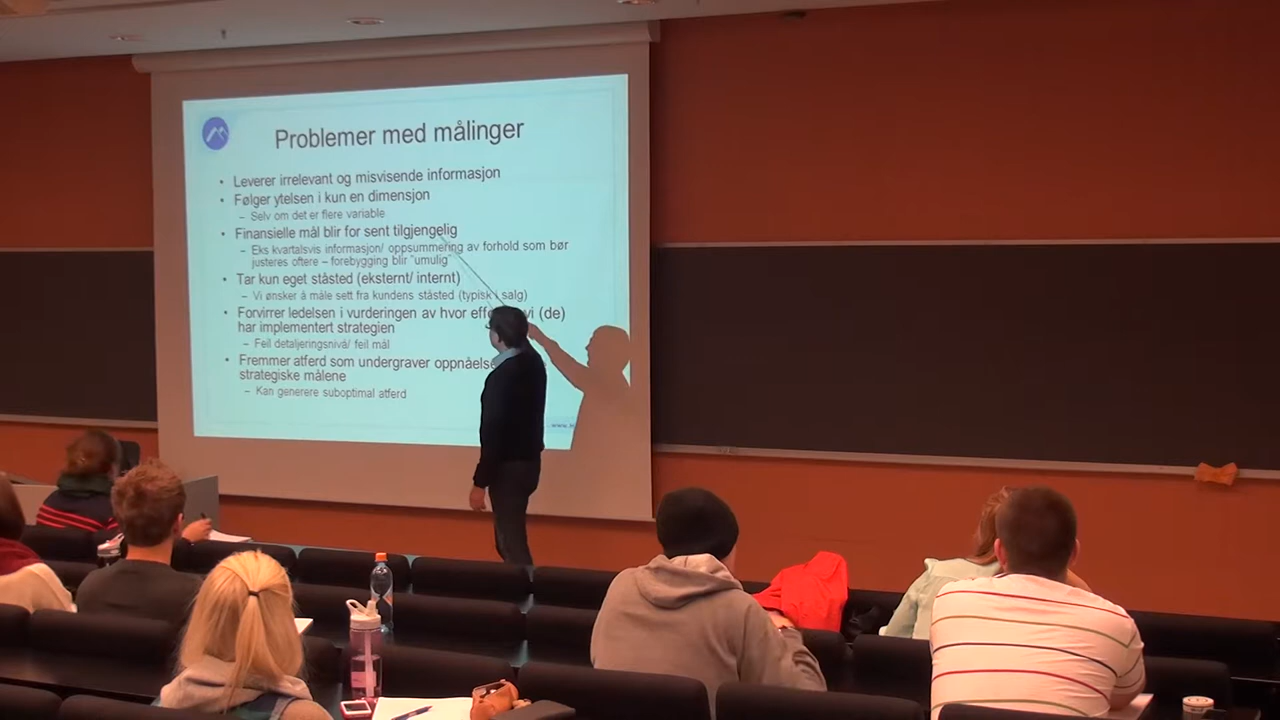 Problemer med målinger
• Leverer irrelevant og misvisende informasjon
• Følger ytelsen i kun en dimensjon
– Selv om det er flere variable
• Finansielle mål blir for sent tilgjengelig
– Eks kvartalsvis informasjon/ oppsummering av forhold som bør
justeres oftere – forebygging blir "umulig"
• Tar kun eget ståsted (eksternt/ internt)
– Vi ønsker å måle sett fra kundens ståsted (typisk i salg)
• Forvirrer ledelsen i vurderingen av hvor vi (de)
har implementert strategien
– Feil detaljeringsnivå/ feil mål
• Fremmer atferd som undergraver
strategiske målene
– Kan generere suboptimal atferd